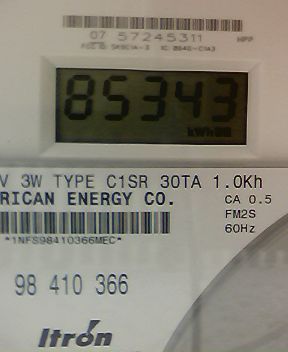 07 57245311
85343
kWh
V 3W TYPE C1SR 30TA 1.0Kh
RICAN ENERGY CO.
CA 0.5
FM2S
60Hz
*1NFS98410366MEC*
98 410 366
Itrón